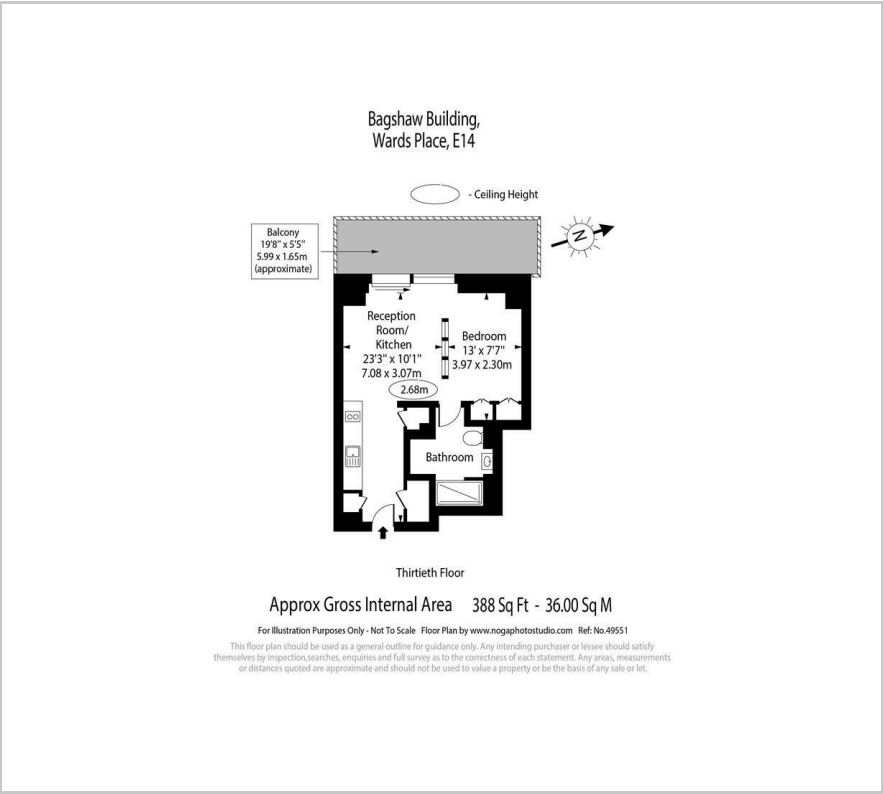 Bagshaw Building,
Wards Place, E14
- Ceiling Height
Balcony
19'8" x 5'5"
5.99 x 1.65m
(approximate)
N
Reception
Room/
Kitchen
23'3" x 10'1"
7.08 x 3.07m
2.68m
Bedroom
13' x 7'7"
3.97 x 2.30m
Bathroom
Thirtieth Floor
Approx Gross Internal Area 388 Sq Ft - 36.00 Sq M
For Illustration Purposes Only - Not To Scale Floor Plan by www.nogaphotostudio.com Ref: No.49551
This floor plan should be used as a general outline for guidance only. Any intending purchaser or lessee should satisfy
themselves by inspection,searches, enquiries and full survey as to the correctness of each statement. Any areas, measurements
or distances quoted are approximate and should not be used to value a property or be the basis of any sale or let.